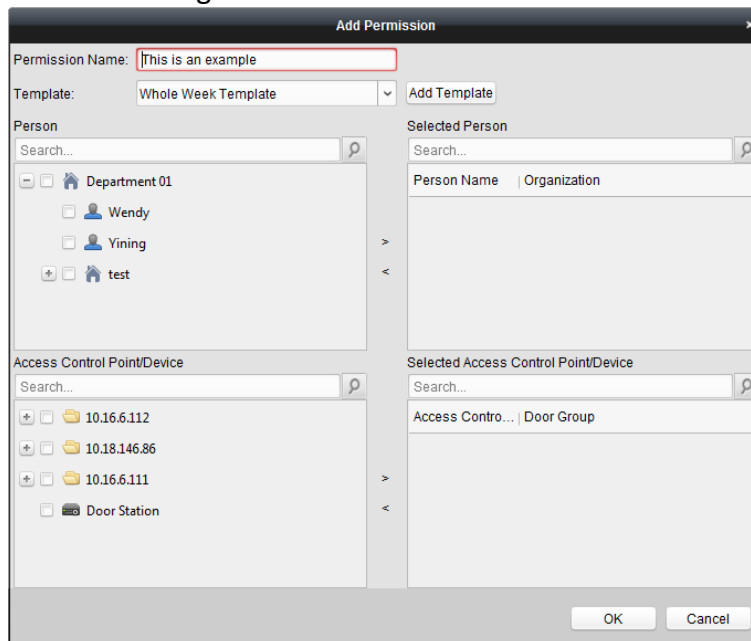 Add Permission
Permission Name: This is an example
Template: Whole Week Template Add Template
Person
Search...
Department 01
Wendy
Yining
test
Selected Person
Search...
Person Name Organization
>
<
Access Control Point/Device
Search...
10.16.6.112
10.18.146.86
10.16.6.111
Door Station
Selected Access Control Point/Device
Search...
Access Contro... Door Group
>
<
OK Cancel